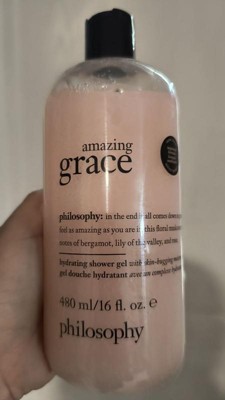 amazing
grace
philosophy: in the end it all comes down
feel as amazing as you are in this floral
notes of bergamot, lily of the valley, and
hydrating shower gel with skin-hugging
gel douche hydratant avec un complexe
480 ml/16 fl. oz. e
philosophy